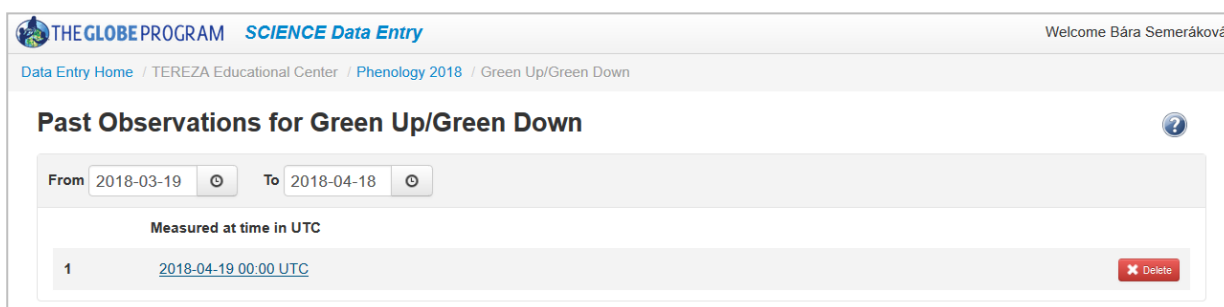 THE GLOBE PROGRAM SCIENCE Data Entry Welcome Bára Semeráková
Data Entry Home / TEREZA Educational Center / Phenology 2018 / Green Up/Green Down
Past Observations for Green Up/Green Down ?
From 2018-03-19 To 2018-04-18
Measured at time in UTC
1 2018-04-19 00:00 UTC Delete